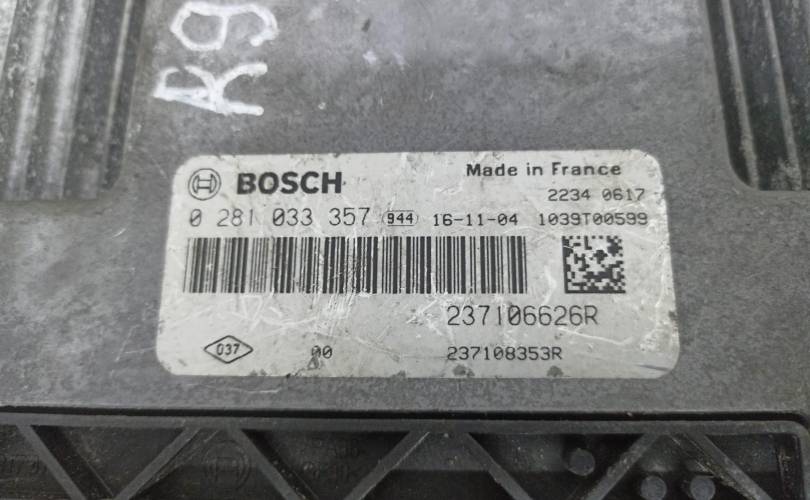 R9
BOSCH
Made in France
2234 0617
0 281 033 357 944 16-11-04 1039T00599
237106626R
037 00 237108353R